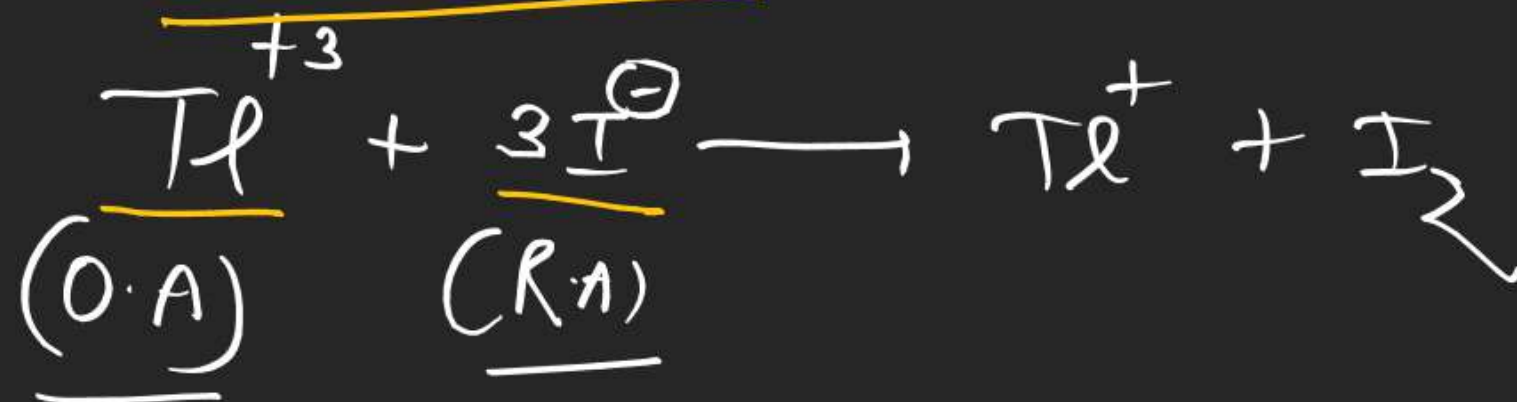 Tl⁺³ + 3I⊖ ⟶ Tl⁺ + I₂
(O.A) (R.A)